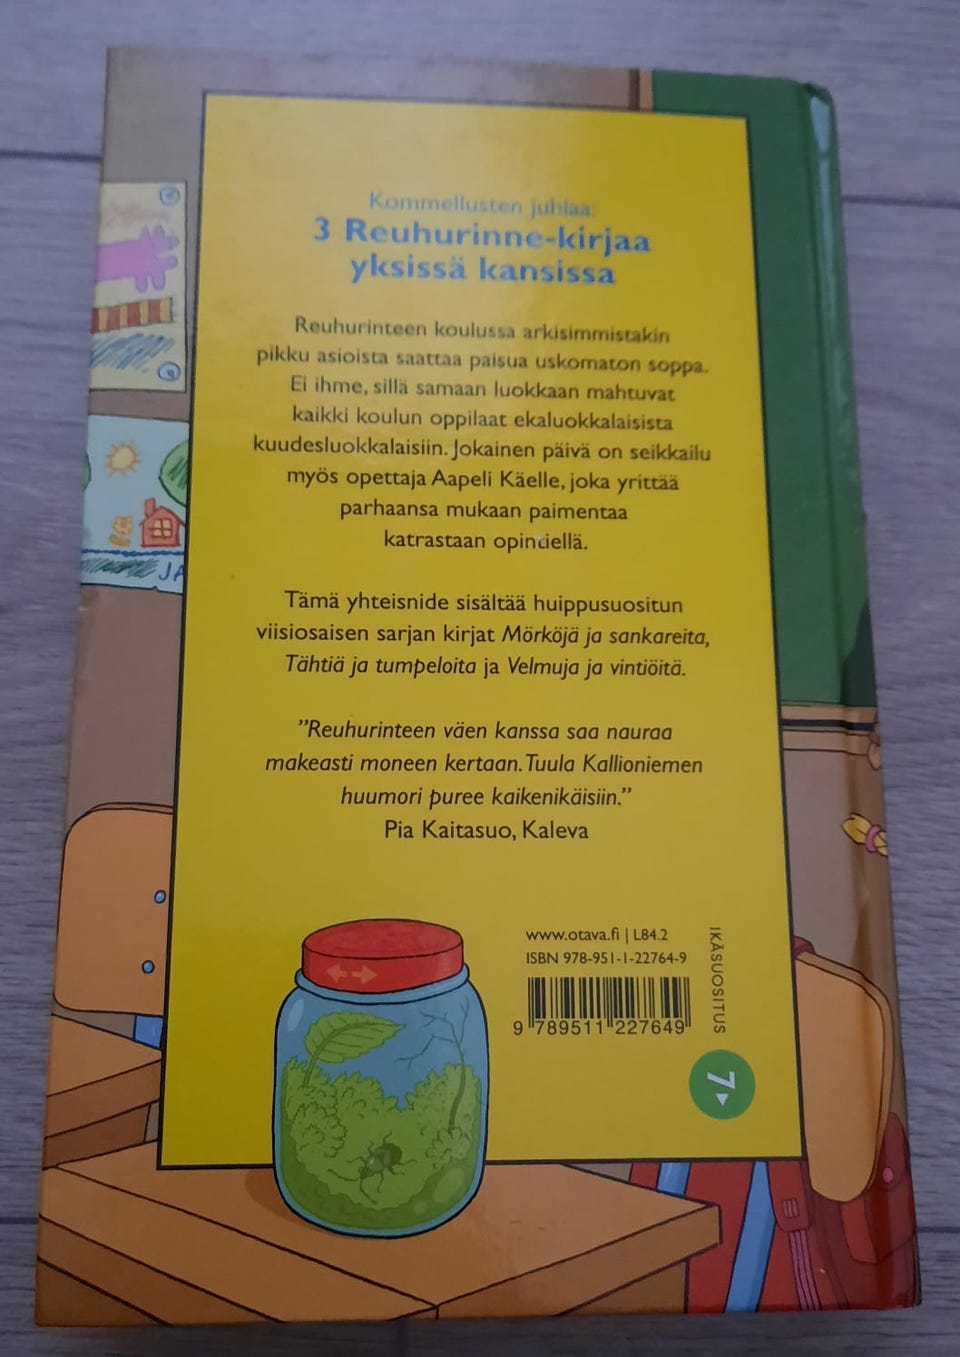 Kommellusten juhlaa:
3 Reuhurinne-kirjaa
yksissä kansissa
Reuhurinteen koulussa arkisimmistakin
pikku asioista saattaa paisua uskomaton soppa.
Ei ihme, sillä samaan luokkaan mahtuvat
kaikki koulun oppilaat ekaluokkalaisista
kuudesluokkalaisiin. Jokainen päivä on seikkailu
myös opettaja Aapeli Käelle, joka yrittää
parhaansa mukaan paimentaa
katrastaan opintiellä.
Tämä yhteisnide sisältää huippusuositun
viisiosaisen sarjan kirjat Mörköjä ja sankareita,
Tähtiä ja tumpeloita ja Velmuja ja vintiöitä.
”Reuhurinteen väen kanssa saa nauraa
makeasti moneen kertaan. Tuula Kallioniemen
huumori puree kaikenikäisiin.”
Pia Kaitasuo, Kaleva
www.otava.fi | L84.2
ISBN 978-951-1-22764-9
9 789511 227649
IKÄSUOSITUS
7
JA